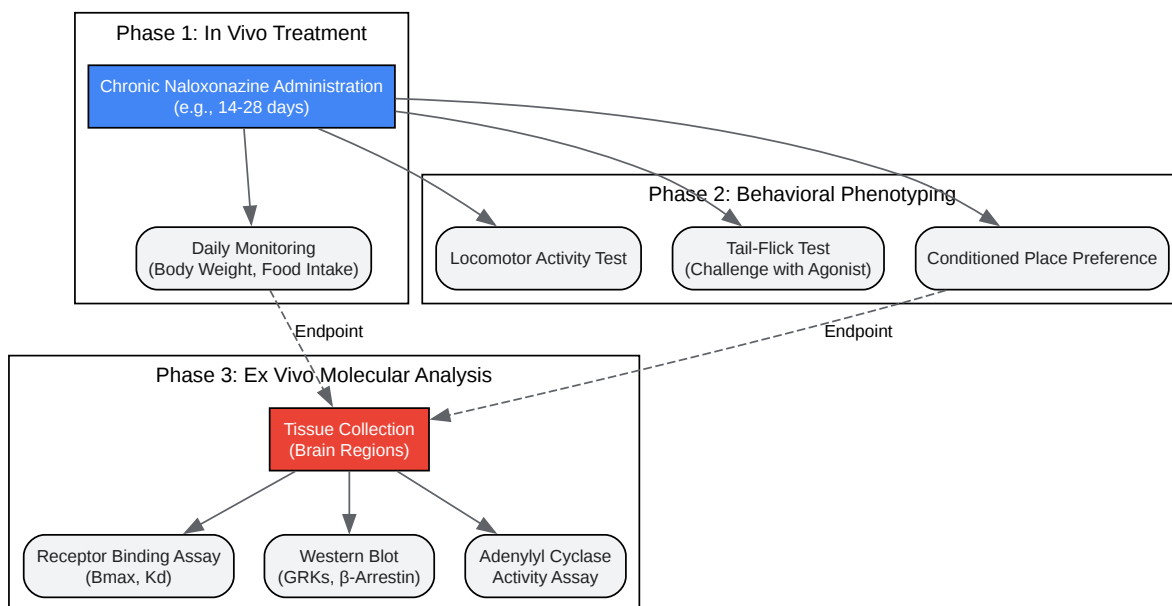 Phase 1: In Vivo Treatment
Chronic Naloxonazine Administration
(e.g., 14-28 days)
Phase 2: Behavioral Phenotyping
Daily Monitoring
(Body Weight, Food Intake)
Locomotor Activity Test
Tail-Flick Test
(Challenge with Agonist)
Conditioned Place Preference
Endpoint
Endpoint
Phase 3: Ex Vivo Molecular Analysis
Tissue Collection
(Brain Regions)
Receptor Binding Assay
(Bmax, Kd)
Western Blot
(GRKs, β-Arrestin)
Adenylyl Cyclase
Activity Assay